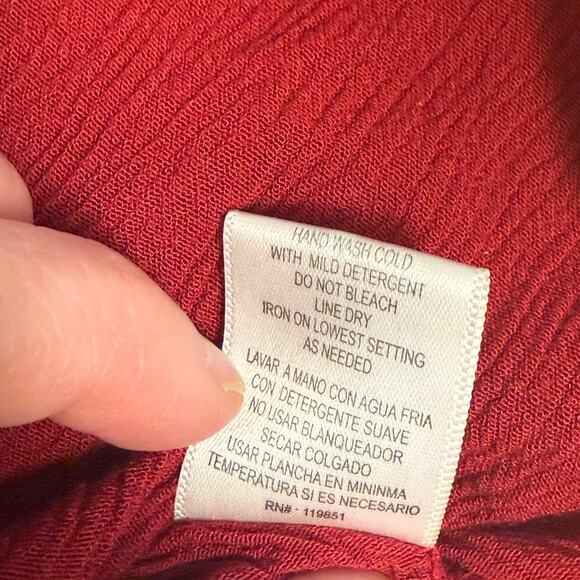 HAND WASH COLD
WITH MILD DETERGENT
DO NOT BLEACH
LINE DRY
IRON ON LOWEST SETTING
AS NEEDED
LAVAR A MANO CON AGUA FRIA
CON DETERGENTE SUAVE
NO USAR BLANQUEADOR
SECAR COLGADO
USAR PLANCHA EN MININMA
TEMPERATURA SI ES NECESARIO
RN# - 119851